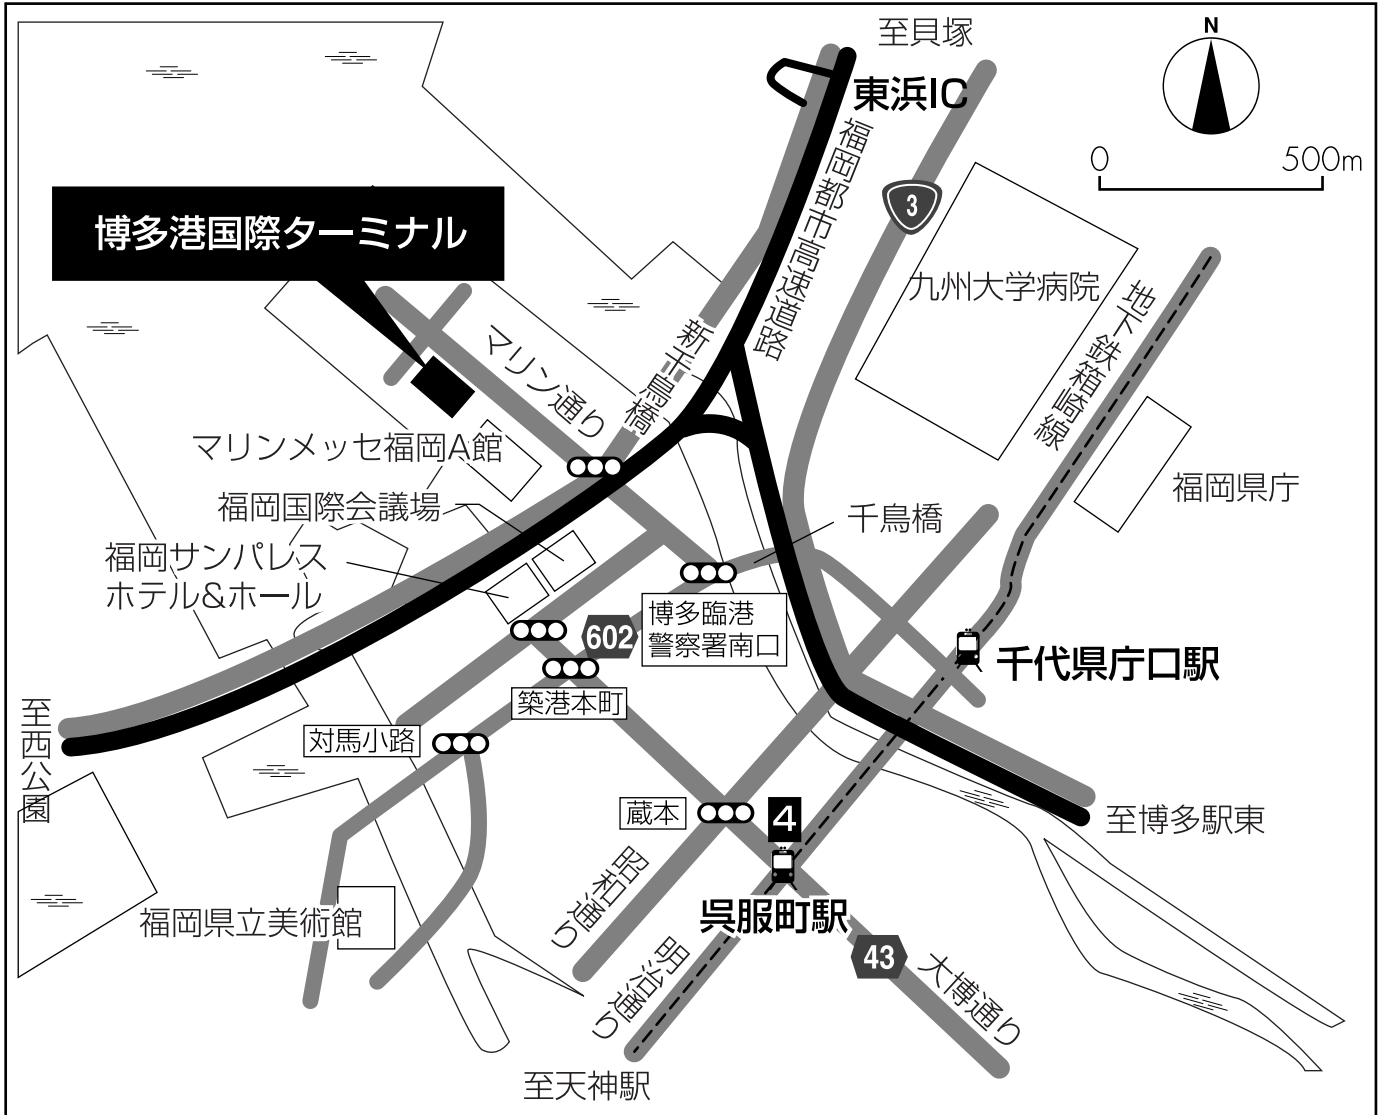 至貝塚
N
東浜IC
0
500m
福岡都市高速道路
3
博多港国際ターミナル
九州大学病院
地下鉄箱崎線
マリン通り
新千鳥橋
マリンメッセ福岡A館
福岡県庁
福岡国際会議場
千鳥橋
福岡サンパレス
ホテル&ホール
博多臨港
警察署南口
602
千代県庁口駅
築港本町
至西公園
対馬小路
蔵本
4
至博多駅東
昭和通り
福岡県立美術館
呉服町駅
明治通り
43
大博通り
至天神駅